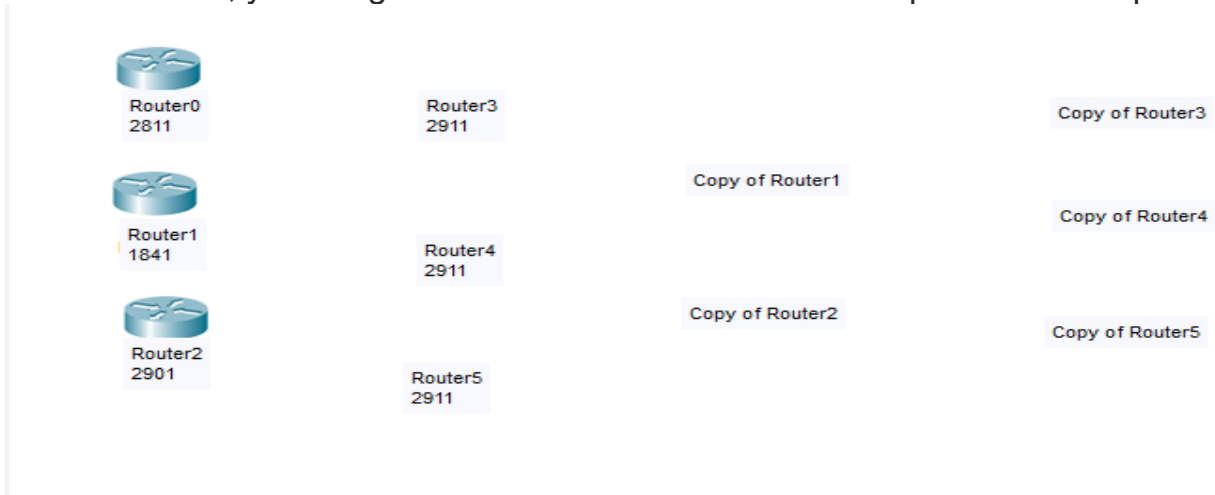 Router0
2811
Router3
2911
Copy of Router3
Copy of Router1
Router1
1841
Copy of Router4
Router4
2911
Copy of Router2
Copy of Router5
Router2
2901
Router5
2911